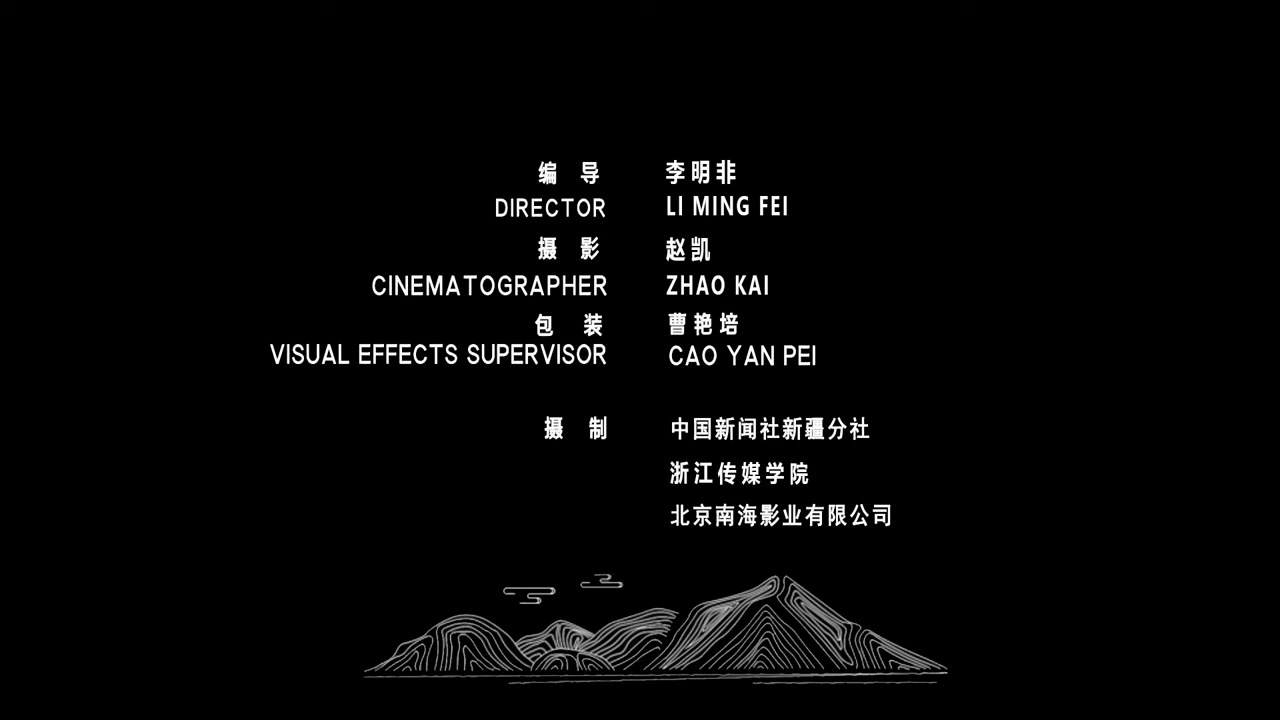 编 导 李明非
DIRECTOR LI MING FEI
摄 影 赵凯
CINEMATOGRAPHER ZHAO KAI
包 装 曹艳培
VISUAL EFFECTS SUPERVISOR CAO YAN PEI
摄 制 中国新闻社新疆分社
浙江传媒学院
北京南海影业有限公司